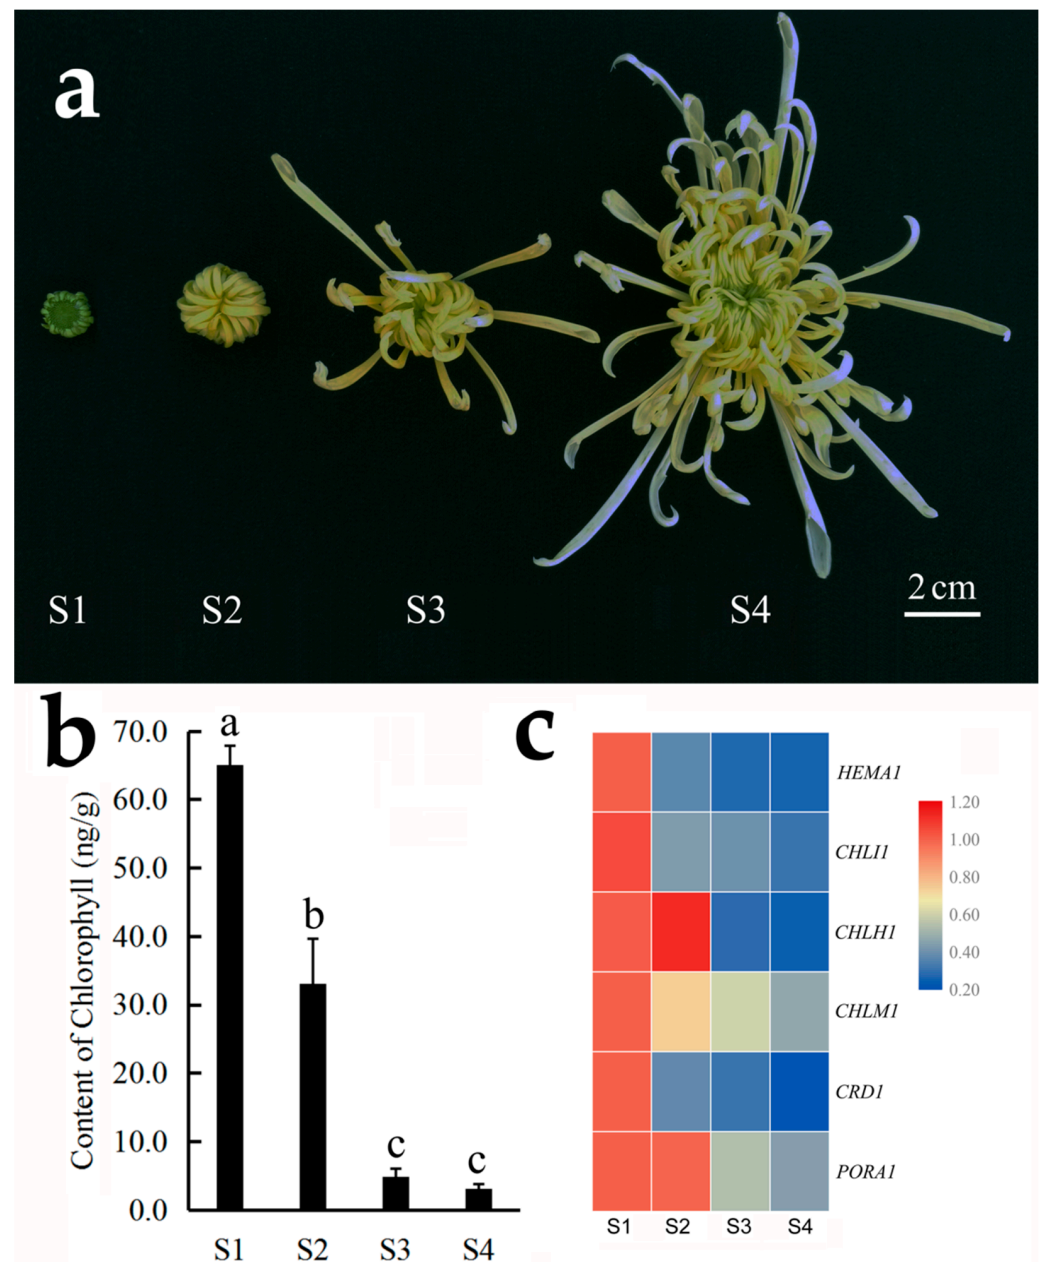 a
S1 S2 S3 S4
2 cm
b
Content of Chlorophyll (ng/g)
70.0
60.0
50.0
40.0
30.0
20.0
10.0
0.0
a
b
c
c
S1 S2 S3 S4
c
HEMA1
CHLI1
CHLH1
CHLM1
CRD1
PORA1
1.20
1.00
0.80
0.60
0.40
0.20
S1 S2 S3 S4